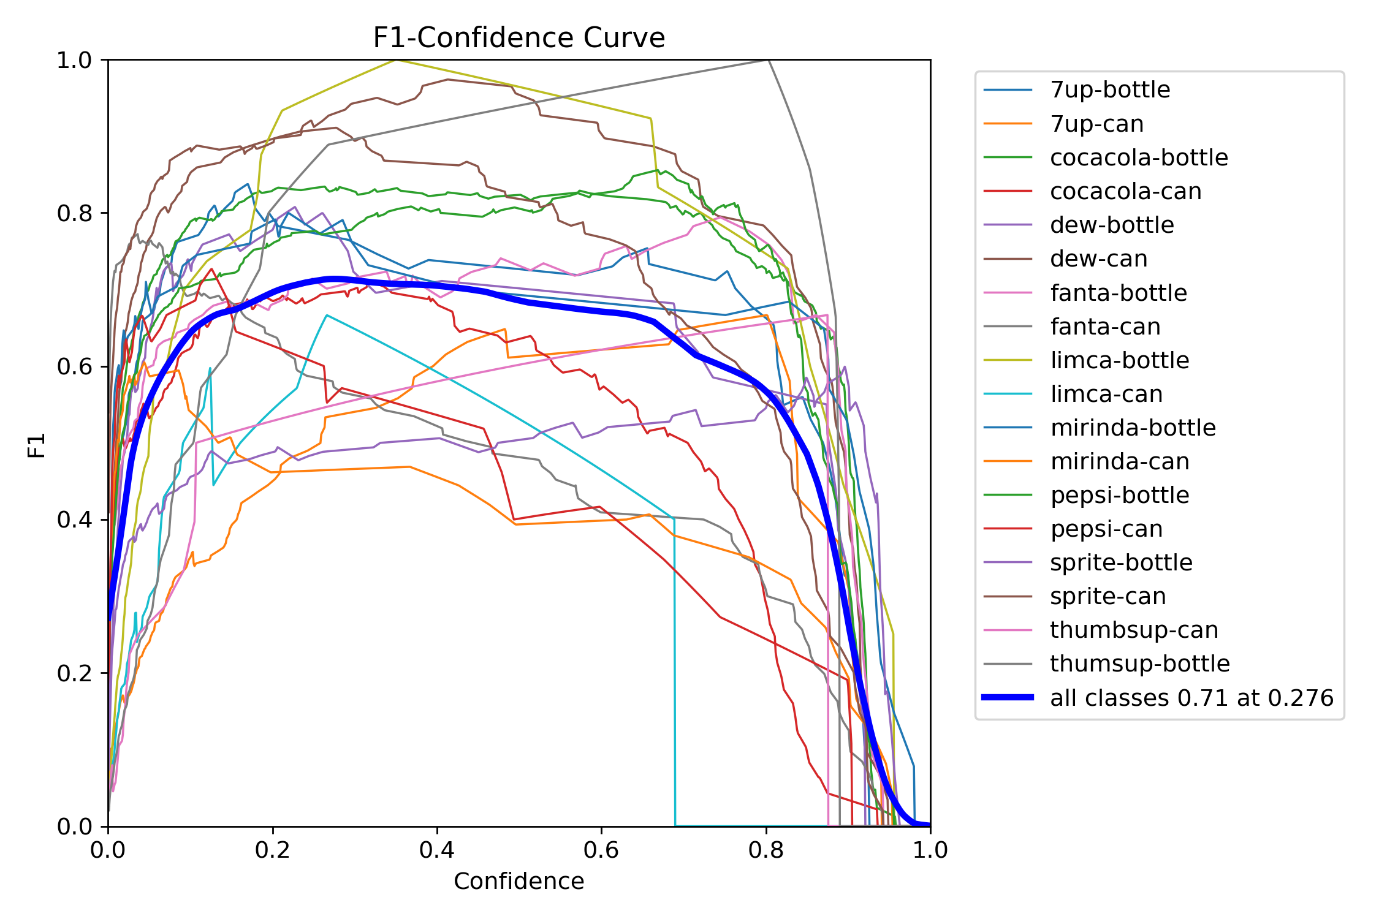 F1-Confidence Curve
1.0
0.8
0.6
0.4
0.2
0.0
F1
0.0 0.2 0.4 0.6 0.8 1.0
Confidence
7up-bottle
7up-can
cocacola-bottle
cocacola-can
dew-bottle
dew-can
fanta-bottle
fanta-can
limca-bottle
limca-can
mirinda-bottle
mirinda-can
pepsi-bottle
pepsi-can
sprite-bottle
sprite-can
thumbsup-can
thumsup-bottle
all classes 0.71 at 0.276